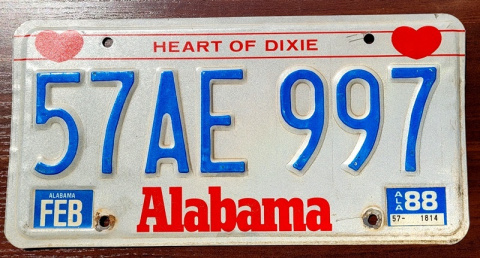 HEART OF DIXIE
57AE 997
ALABAMA
FEB
Alabama
ALA 88
57- 1814